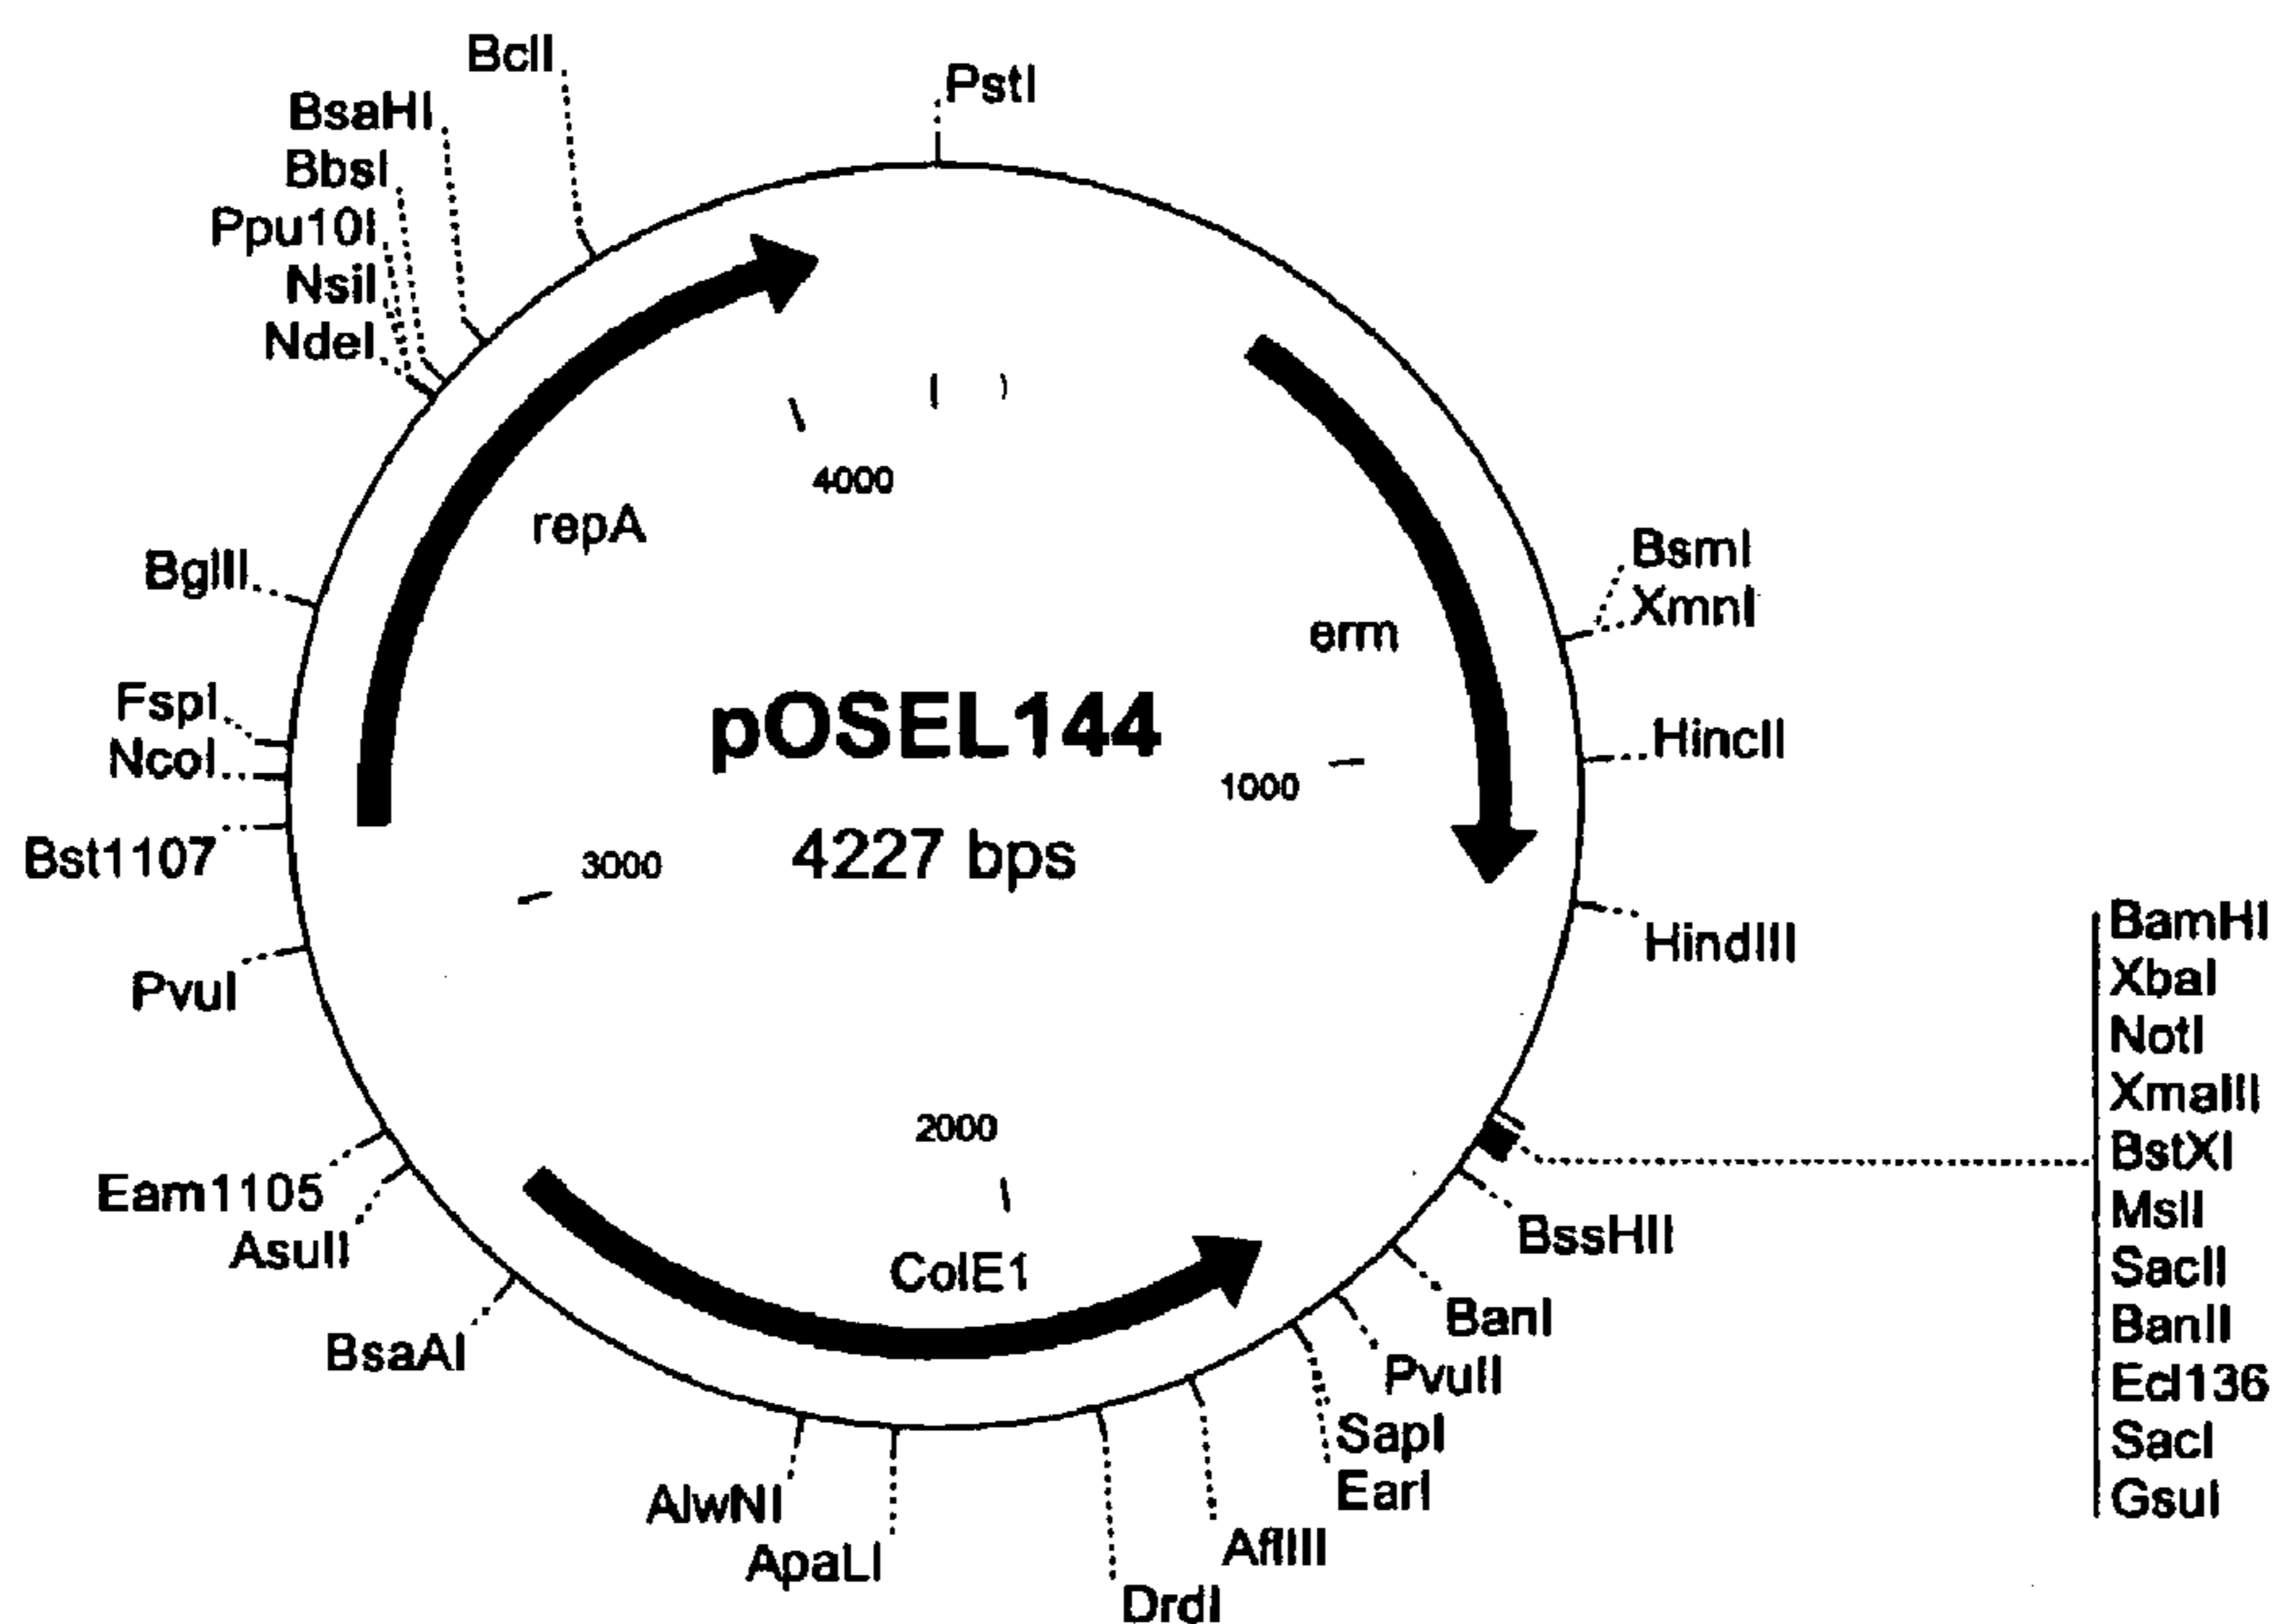 BclI
PstI
BsaHI
BbsI
Ppu10I
NsiI
NdeI
4000
repA
BglII
BsmI
XmnI
erm
FspI
NcoI
pOSEL144
HincII
1000
Bst1107
3000
4227 bps
HindIII
PvuI
BamHI
XbaI
NotI
XmaIII
BstXI
MslI
SacII
BanII
Ecl136
SacI
GsuI
2000
Eam1105
AsuII
ColE1
BssHII
BanI
BsaAI
PvuII
SapI
EarI
AlwNI
AflIII
ApaLI
DrdI